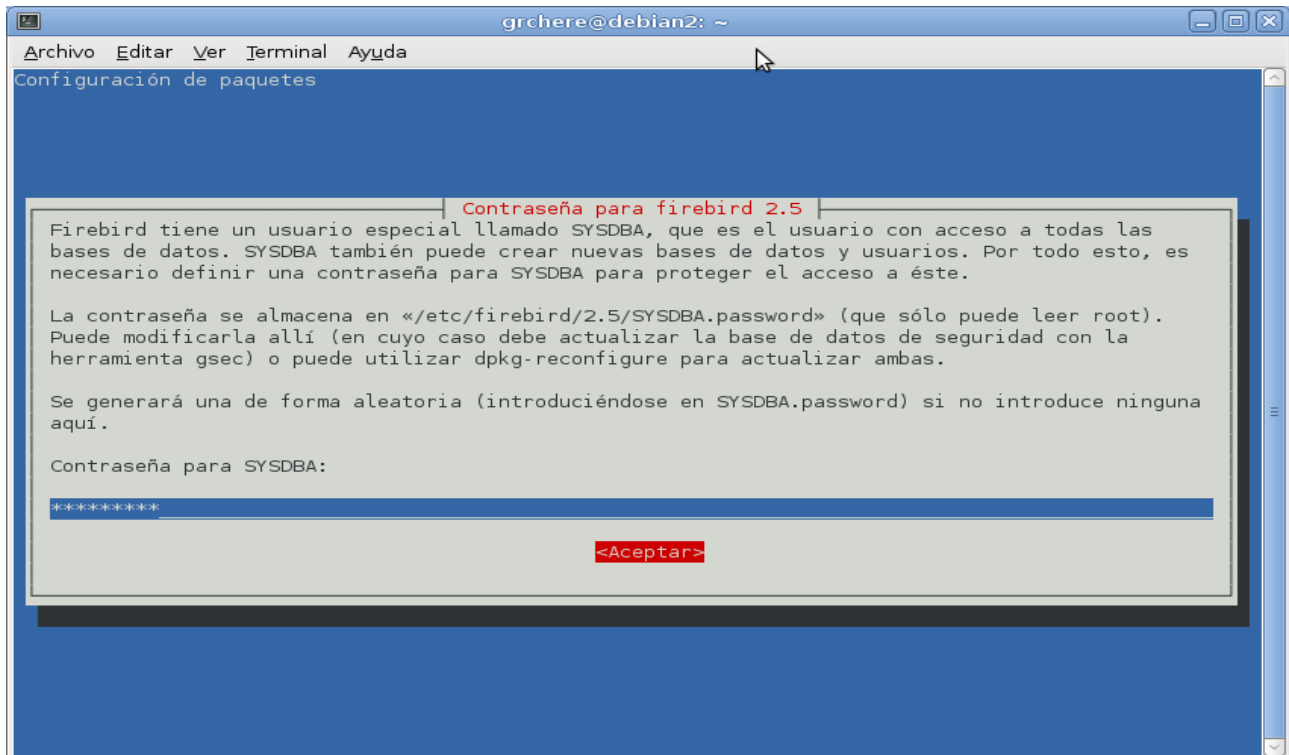 grchere@debian2: ~
Archivo Editar Ver Terminal Ayuda
Configuración de paquetes
Contraseña para firebird 2.5
Firebird tiene un usuario especial llamado SYSDBA, que es el usuario con acceso a todas las
bases de datos. SYSDBA también puede crear nuevas bases de datos y usuarios. Por todo esto, es
necesario definir una contraseña para SYSDBA para proteger el acceso a éste.
La contraseña se almacena en «/etc/firebird/2.5/SYSDBA.password» (que sólo puede leer root).
Puede modificarla allí (en cuyo caso debe actualizar la base de datos de seguridad con la
herramienta gsec) o puede utilizar dpkg-reconfigure para actualizar ambas.
Se generará una de forma aleatoria (introduciéndose en SYSDBA.password) si no introduce ninguna
aquí.
Contraseña para SYSDBA:
*********
<Aceptar>